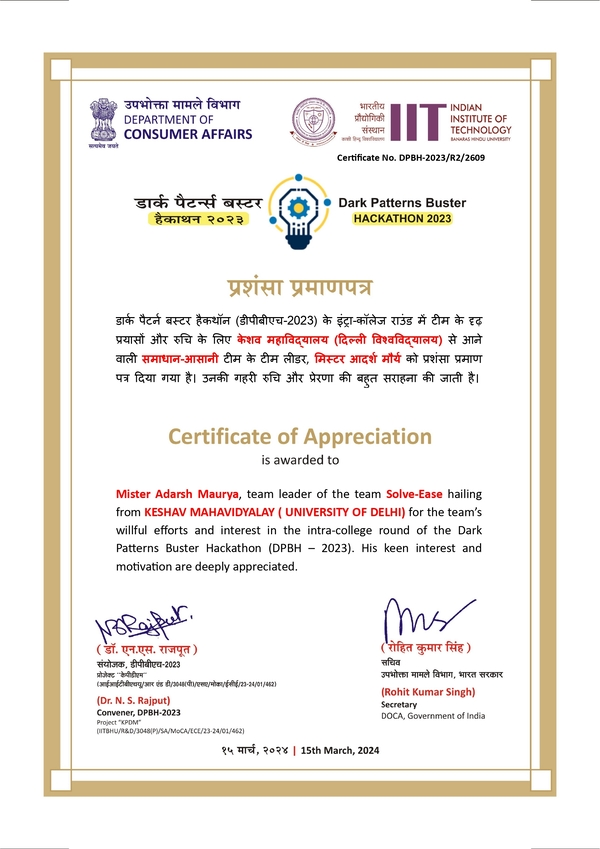 उपभोक्ता मामले विभाग
DEPARTMENT OF
CONSUMER AFFAIRS
सत्यमेव जयते
भारतीय
प्रौद्योगिकी
संस्थान
काशी हिन्दू विश्वविद्यालय
IIT
INDIAN
INSTITUTE OF
TECHNOLOGY
BANARAS HINDU UNIVERSITY
Certificate No. DPBH-2023/R2/2609
डार्क पैटर्न्स बस्टर
हैकाथन २०२३
Dark Patterns Buster
HACKATHON 2023
प्रशंसा प्रमाणपत्र
डार्क पैटर्न बस्टर हैकथॉन (डीपीबीएच-2023) के इंट्रा-कॉलेज राउंड में टीम के दृढ़
प्रयासों और रुचि के लिए केशव महाविद्यालय (दिल्ली विश्वविद्यालय) से आने
वाली समाधान-आसानी टीम के टीम लीडर, मिस्टर आदर्श मौर्य को प्रशंसा प्रमाण
पत्र दिया गया है। उनकी गहरी रुचि और प्रेरणा की बहुत सराहना की जाती है।
Certificate of Appreciation
is awarded to
Mister Adarsh Maurya, team leader of the team Solve-Ease hailing
from KESHAV MAHAVIDYALAY ( UNIVERSITY OF DELHI) for the team's
willful efforts and interest in the intra-college round of the Dark
Patterns Buster Hackathon (DPBH – 2023). His keen interest and
motivation are deeply appreciated.
( डॉ. एन.एस. राजपूत )
संयोजक, डीपीबीएच-2023
प्रोजेक्ट "केपीडीएम"
(आईआईटीबीएचयू/आर एंड डी/3048(पी)/एसए/मोका/ईसीई/23-24/01/462)
(Dr. N. S. Rajput)
Convener, DPBH-2023
Project "KPDM"
(IITBHU/R&D/3048(P)/SA/MoCA/ECE/23-24/01/462)
( रोहित कुमार सिंह )
सचिव
उपभोक्ता मामले विभाग, भारत सरकार
(Rohit Kumar Singh)
Secretary
DOCA, Government of India
१५ मार्च, २०२४ | 15th March, 2024